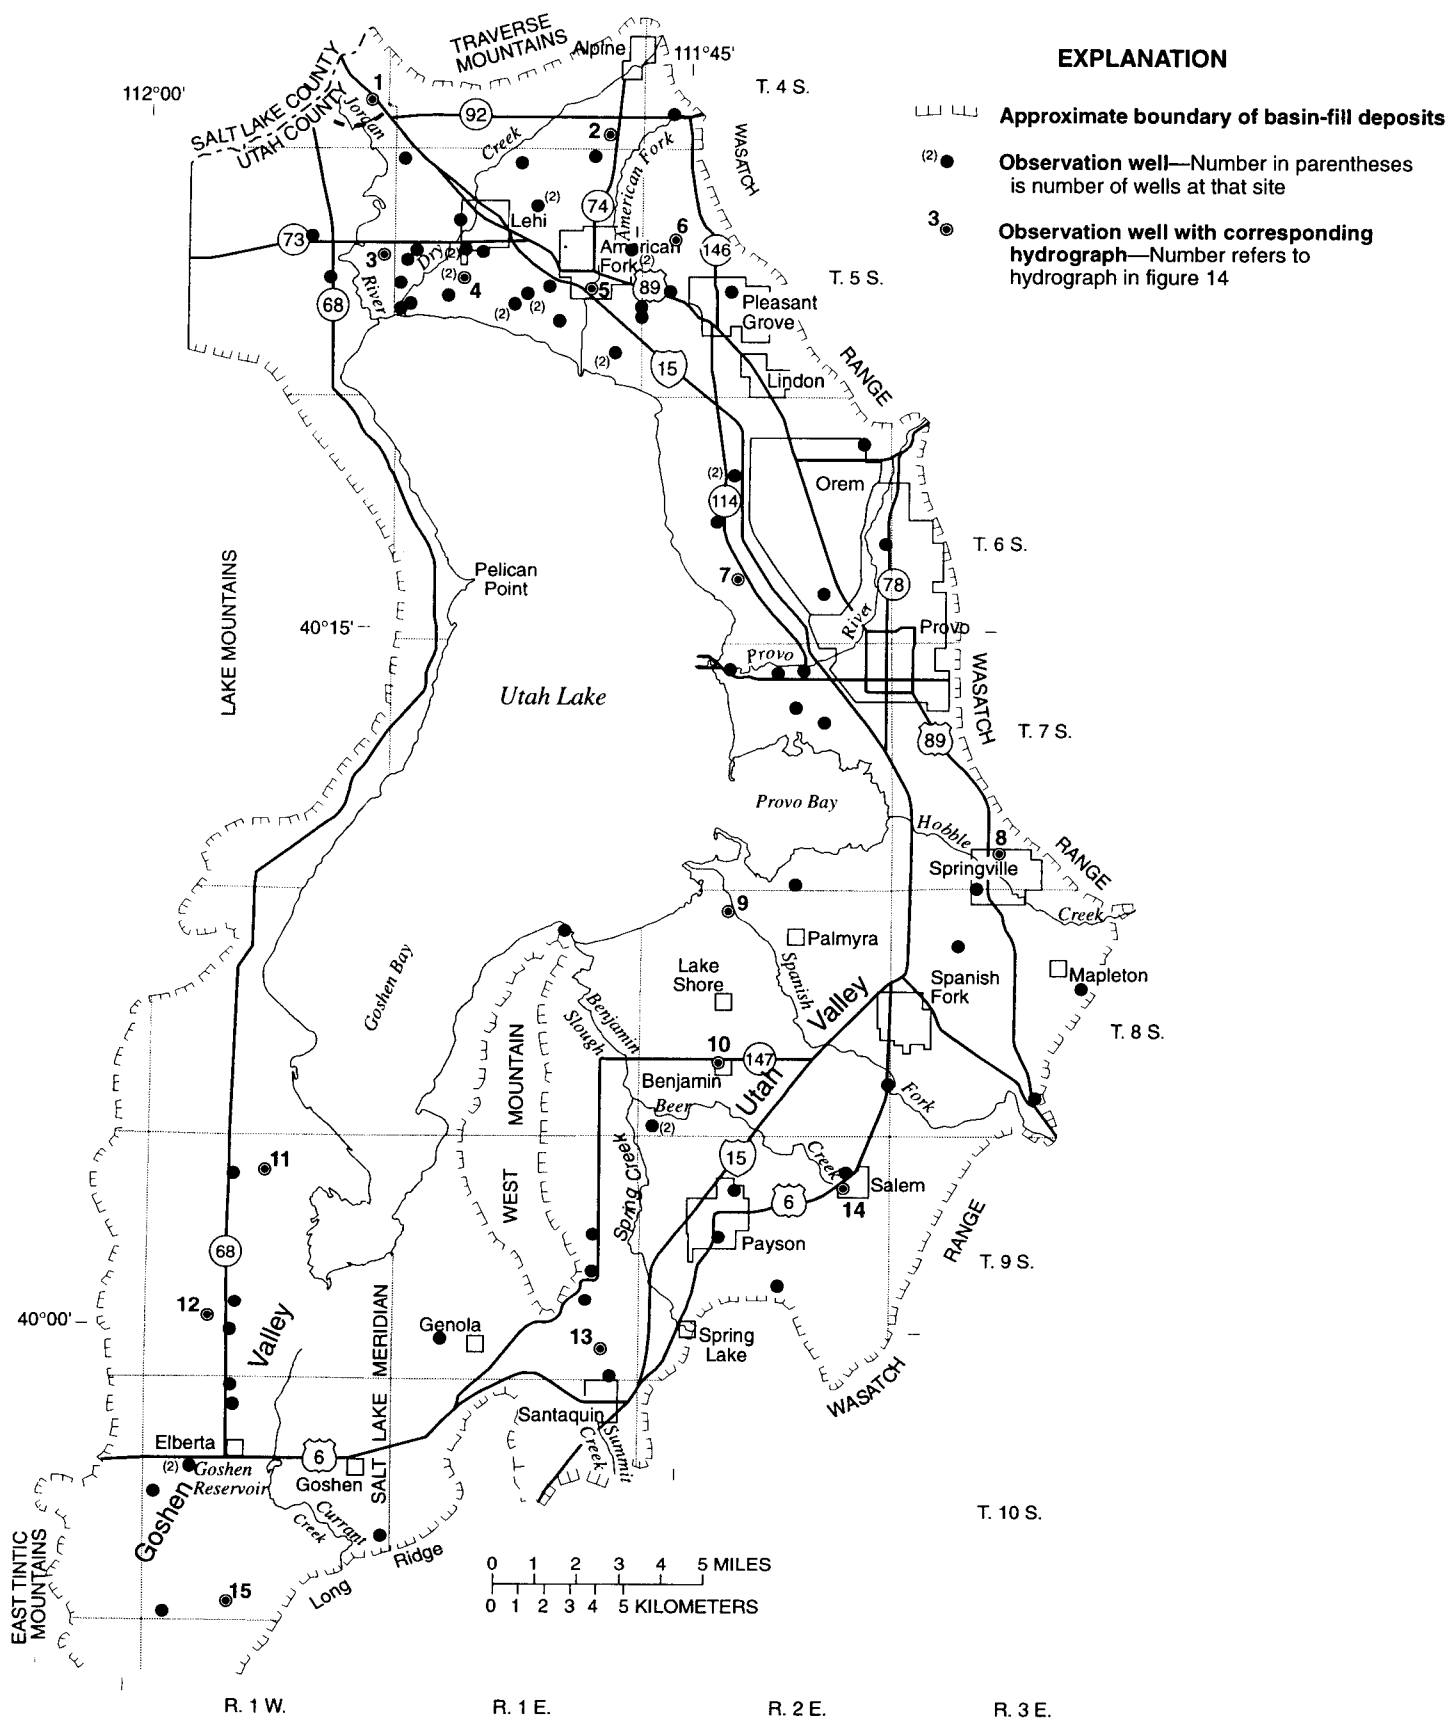 TRAVERSE
MOUNTAINS
Alpine
111°45'
112°00'
T. 4 S.
SALT LAKE COUNTY
UTAH COUNTY
1
Jordan
92
2
Creek
American Fork
WASATCH
(2)
74
Lehi
6
73
3
Dry
(2)
American
Fork
(2)
146
T. 5 S.
River
(2)
4
5
89
68
(2)
(2)
Pleasant
Grove
(2)
15
Lindon
RANGE
(2)
Orem
114
T. 6 S.
LAKE MOUNTAINS
Pelican
Point
7
78
40°15'
River
Provo
Provo
WASATCH
Utah Lake
T. 7 S.
89
Provo Bay
Hobble
8
RANGE
Springville
9
Creek
Palmyra
Goshen Bay
Lake
Shore
Spanish
Spanish
Fork
Mapleton
Benjamin
Slough
Valley
T. 8 S.
MOUNTAIN
10
147
Benjamin
Utah
Beer
Fork
(2)
11
Spring Creek
15
Creek
WEST
6
Salem
14
68
Payson
RANGE
T. 9 S.
12
40°00'
Valley
SALT LAKE MERIDIAN
Genola
13
Spring
Lake
WASATCH
Santaquin
Elberta
6
Summit
Creek
(2)
Goshen
Reservoir
Goshen
Goshen
Currant
Creek
T. 10 S.
EAST TINTIC
MOUNTAINS
Ridge
Long
15
0 1 2 3 4 5 MILES
0 1 2 3 4 5 KILOMETERS
R. 1 W.
R. 1 E.
R. 2 E.
R. 3 E.
EXPLANATION
Approximate boundary of basin-fill deposits
(2)
Observation well—Number in parentheses
is number of wells at that site
3
Observation well with corresponding
hydrograph—Number refers to
hydrograph in figure 14